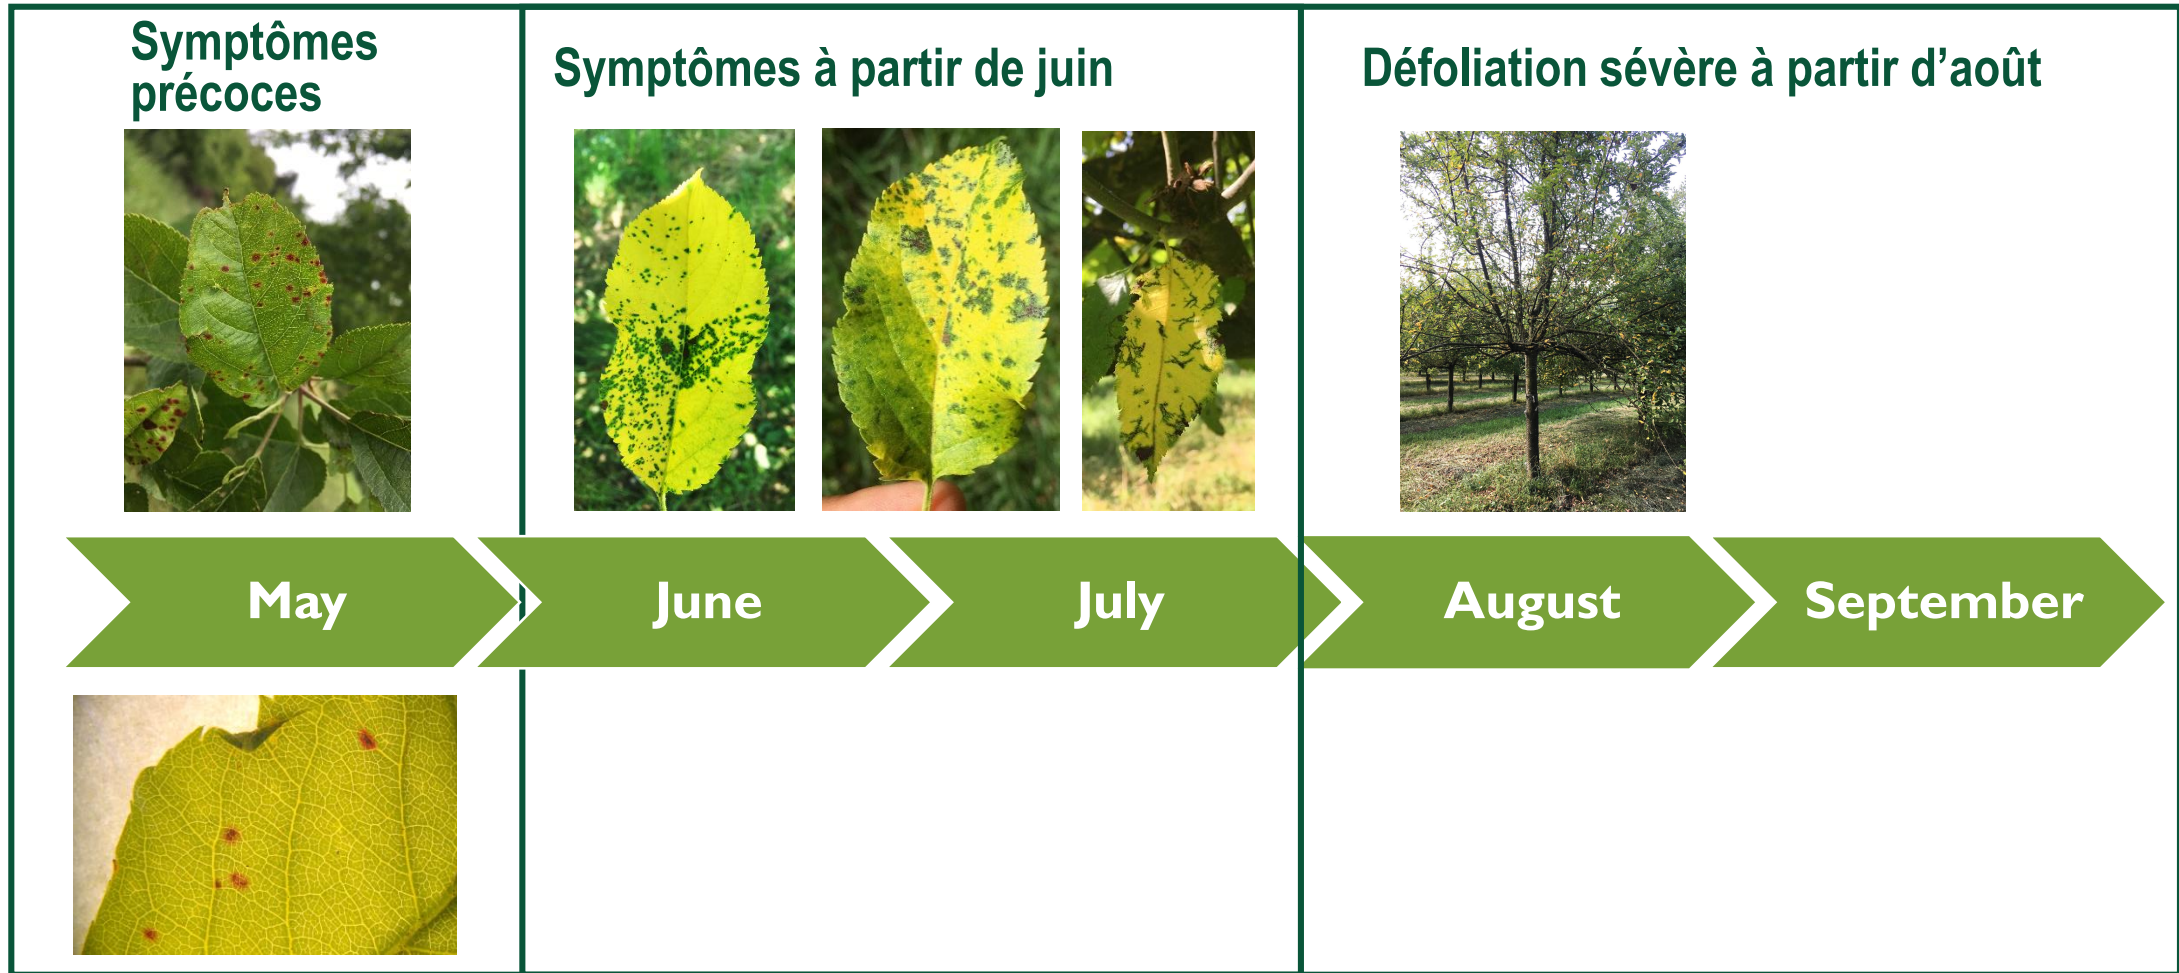 Symptômes
précoces
Symptômes à partir de juin
Défoliation sévère à partir d’août
May
June
July
August
September